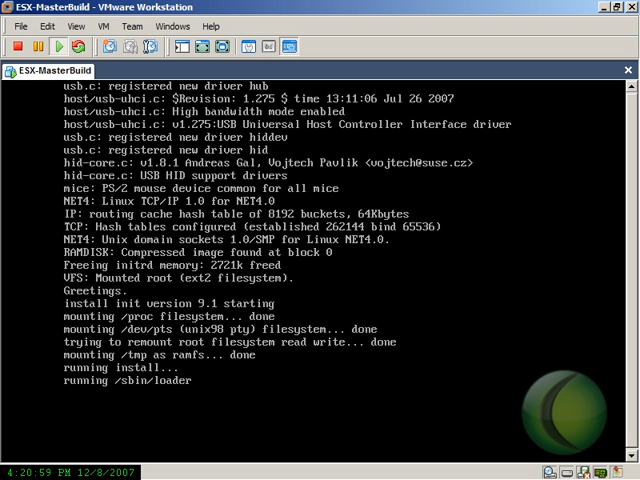 ESX-MasterBuild - VMware Workstation
File Edit View VM Team Windows Help
ESX-MasterBuild
usb.c: registered new driver hub
host/usb-uhci.c: $Revision: 1.275 $ time 13:11:06 Jul 26 2007
host/usb-uhci.c: High bandwidth mode enabled
host/usb-uhci.c: v1.275:USB Universal Host Controller Interface driver
usb.c: registered new driver hiddev
usb.c: registered new driver hid
hid-core.c: v1.8.1 Andreas Gal, Vojtech Pavlik <vojtech@suse.cz>
hid-core.c: USB HID support drivers
mice: PS/2 mouse device common for all mice
NET4: Linux TCP/IP 1.0 for NET4.0
IP: routing cache hash table of 8192 buckets, 64Kbytes
TCP: Hash tables configured (established 262144 bind 65536)
NET4: Unix domain sockets 1.0/SMP for Linux NET4.0.
RAMDISK: Compressed image found at block 0
Freeing initrd memory: 2721k freed
VFS: Mounted root (ext2 filesystem).
Greetings.
install init version 9.1 starting
mounting /proc filesystem... done
mounting /dev/pts (unix98 pty) filesystem... done
trying to remount root filesystem read write... done
mounting /tmp as ramfs... done
running install...
running /sbin/loader
4:20:59 PM 12/8/2007